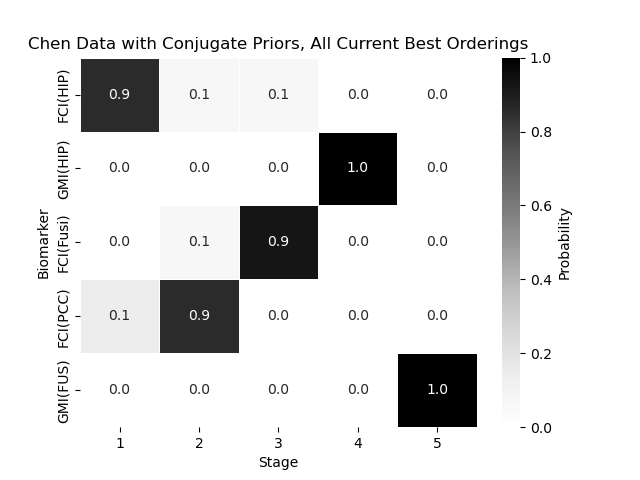 Chen Data with Conjugate Priors, All Current Best Orderings
FCI(HIP) 0.9 0.1 0.1 0.0 0.0
GMI(HIP) 0.0 0.0 0.0 1.0 0.0
FCI(Fusi) 0.0 0.1 0.9 0.0 0.0
FCI(PCC) 0.1 0.9 0.0 0.0 0.0
GMI(FUS) 0.0 0.0 0.0 0.0 1.0
1 2 3 4 5
Stage
Biomarker
1.0
0.8
0.6
0.4
0.2
0.0
Probability